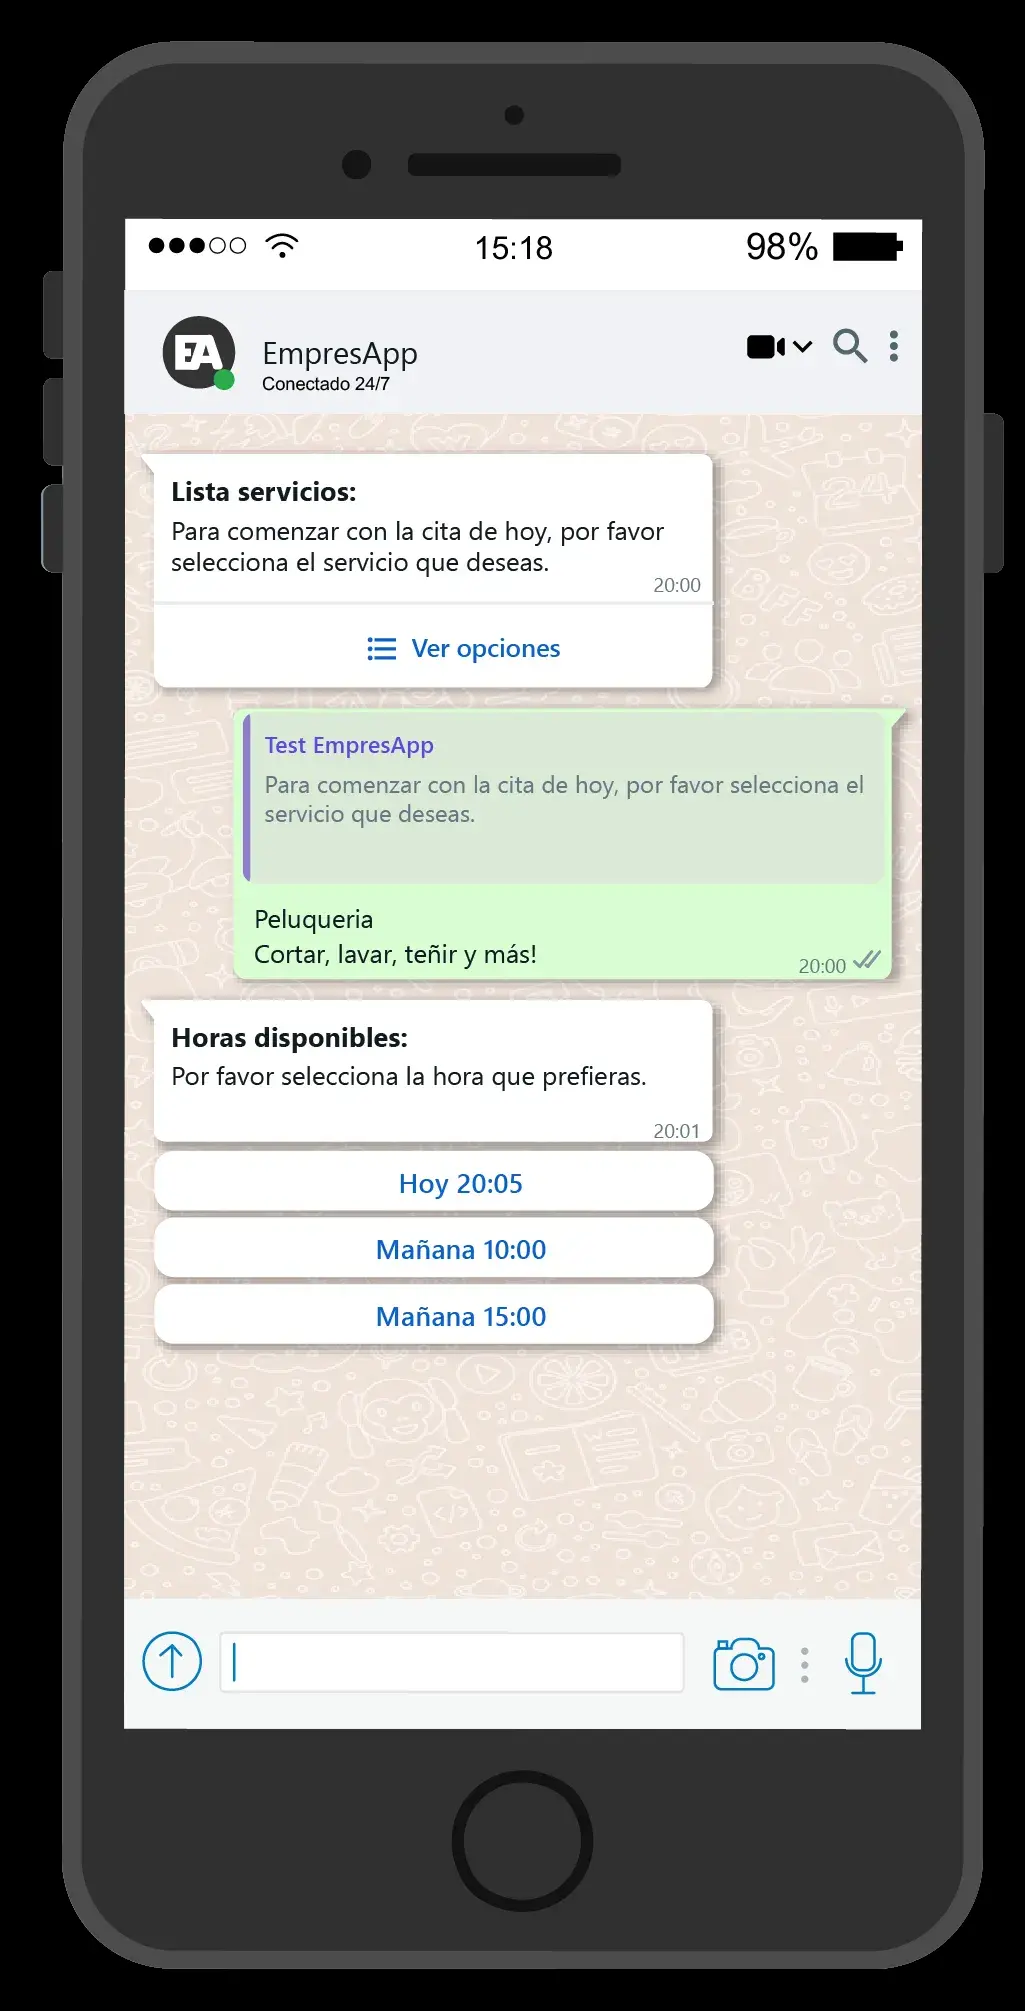 15:18
98%
EA
EmpresApp
Conectado 24/7
Lista servicios:
Para comenzar con la cita de hoy, por favor
selecciona el servicio que deseas.
20:00
Ver opciones
Test EmpresApp
Para comenzar con la cita de hoy, por favor selecciona el
servicio que deseas.
Peluqueria
Cortar, lavar, teñir y más!
20:00
Horas disponibles:
Por favor selecciona la hora que prefieras.
20:01
Hoy 20:05
Mañana 10:00
Mañana 15:00
24
BFF